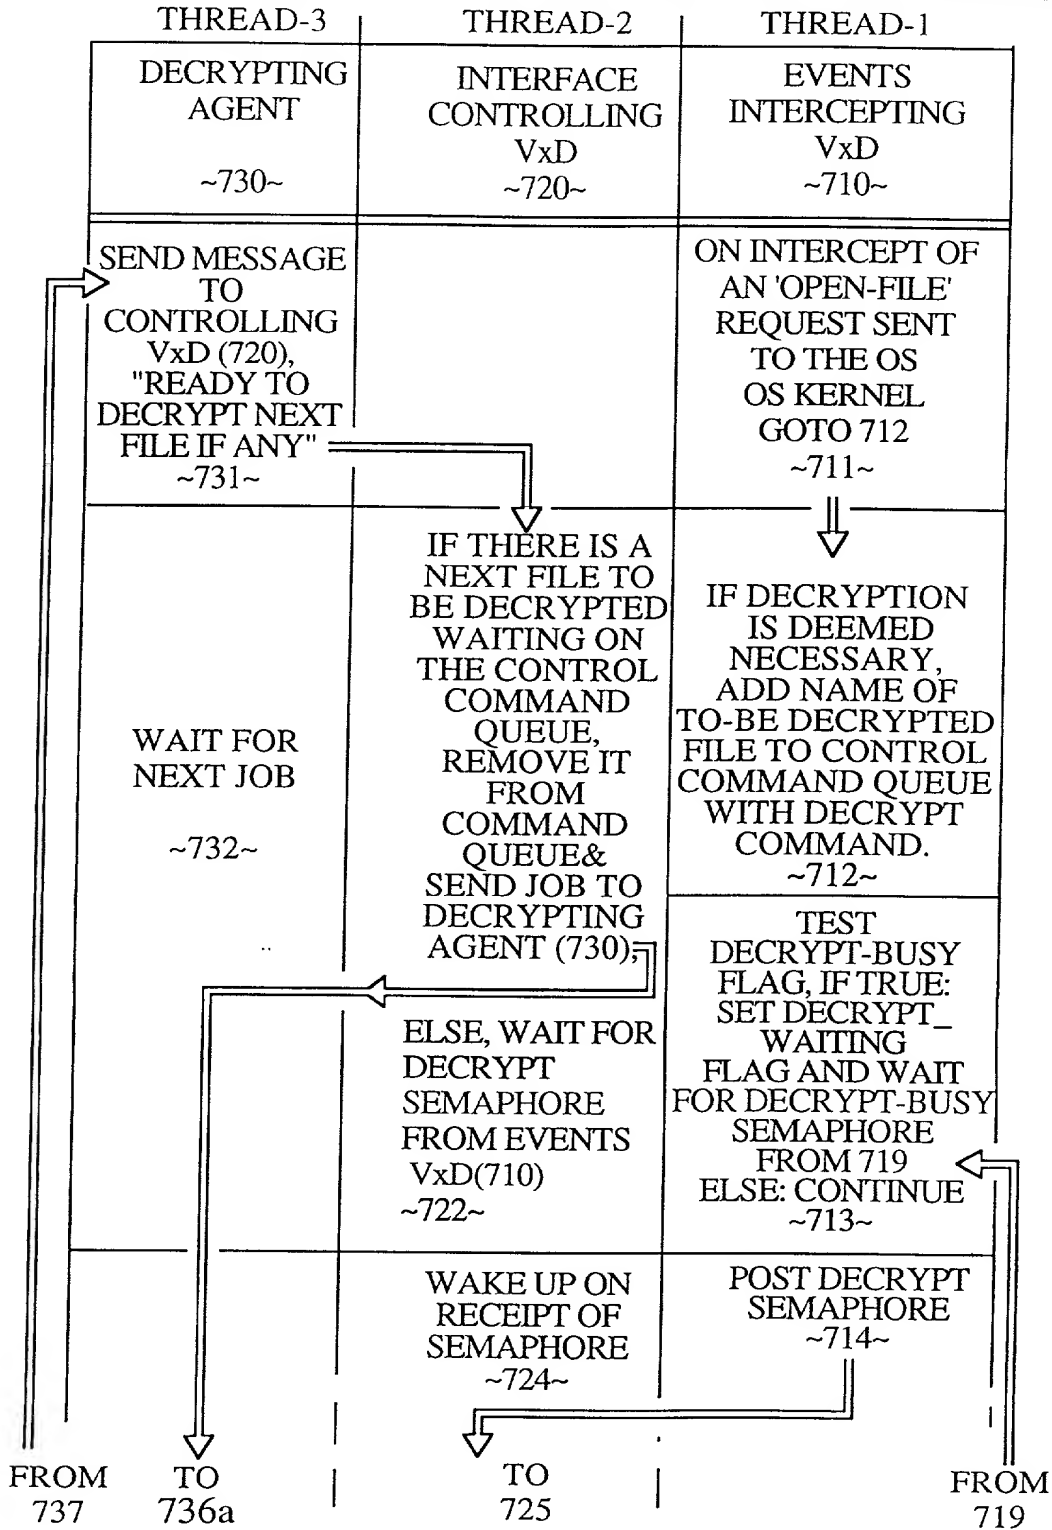 THREAD-3
THREAD-2
THREAD-1
DECRYPTING
AGENT
~730~
INTERFACE
CONTROLLING
VxD
~720~
EVENTS
INTERCEPTING
VxD
~710~
SEND MESSAGE
TO
CONTROLLING
VxD (720),
"READY TO
DECRYPT NEXT
FILE IF ANY"
~731~
ON INTERCEPT OF
AN 'OPEN-FILE'
REQUEST SENT
TO THE OS
OS KERNEL
GOTO 712
~711~
WAIT FOR
NEXT JOB
~732~
IF THERE IS A
NEXT FILE TO
BE DECRYPTED
WAITING ON
THE CONTROL
COMMAND
QUEUE,
REMOVE IT
FROM
COMMAND
QUEUE&
SEND JOB TO
DECRYPTING
AGENT (730);
ELSE, WAIT FOR
DECRYPT
SEMAPHORE
FROM EVENTS
VxD(710)
~722~
IF DECRYPTION
IS DEEMED
NECESSARY,
ADD NAME OF
TO-BE DECRYPTED
FILE TO CONTROL
COMMAND QUEUE
WITH DECRYPT
COMMAND.
~712~
TEST
DECRYPT-BUSY
FLAG, IF TRUE:
SET DECRYPT_
WAITING
FLAG AND WAIT
FOR DECRYPT-BUSY
SEMAPHORE
FROM 719
ELSE: CONTINUE
~713~
WAKE UP ON
RECEIPT OF
SEMAPHORE
~724~
POST DECRYPT
SEMAPHORE
~714~
FROM
737
TO
736a
TO
725
FROM
719